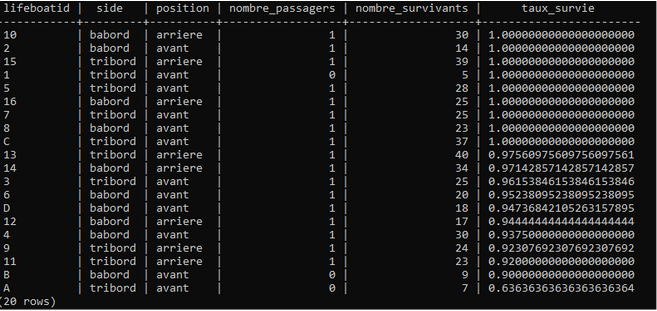 lifeboatid | side | position | nombre_passagers | nombre_survivants | taux_survie
10 | babord | arriere | 1 | 30 | 1.00000000000000000000
2 | babord | avant | 1 | 14 | 1.00000000000000000000
15 | tribord | arriere | 1 | 39 | 1.00000000000000000000
1 | tribord | avant | 0 | 5 | 1.00000000000000000000
5 | tribord | avant | 1 | 28 | 1.00000000000000000000
16 | babord | arriere | 1 | 25 | 1.00000000000000000000
7 | tribord | avant | 1 | 25 | 1.00000000000000000000
8 | babord | avant | 1 | 23 | 1.00000000000000000000
C | tribord | avant | 1 | 37 | 1.00000000000000000000
13 | tribord | arriere | 1 | 40 | 0.97560975609756097561
14 | babord | arriere | 1 | 34 | 0.97142857142857142857
3 | tribord | avant | 1 | 25 | 0.96153846153846153846
6 | babord | avant | 1 | 20 | 0.95238095238095238095
D | babord | avant | 1 | 18 | 0.94736842105263157895
12 | babord | arriere | 1 | 17 | 0.94444444444444444444
4 | babord | avant | 1 | 30 | 0.93750000000000000000
9 | tribord | arriere | 1 | 24 | 0.92307692307692307692
11 | tribord | arriere | 1 | 23 | 0.92000000000000000000
B | babord | avant | 0 | 9 | 0.90000000000000000000
A | tribord | avant | 0 | 7 | 0.63636363636363636364
(20 rows)